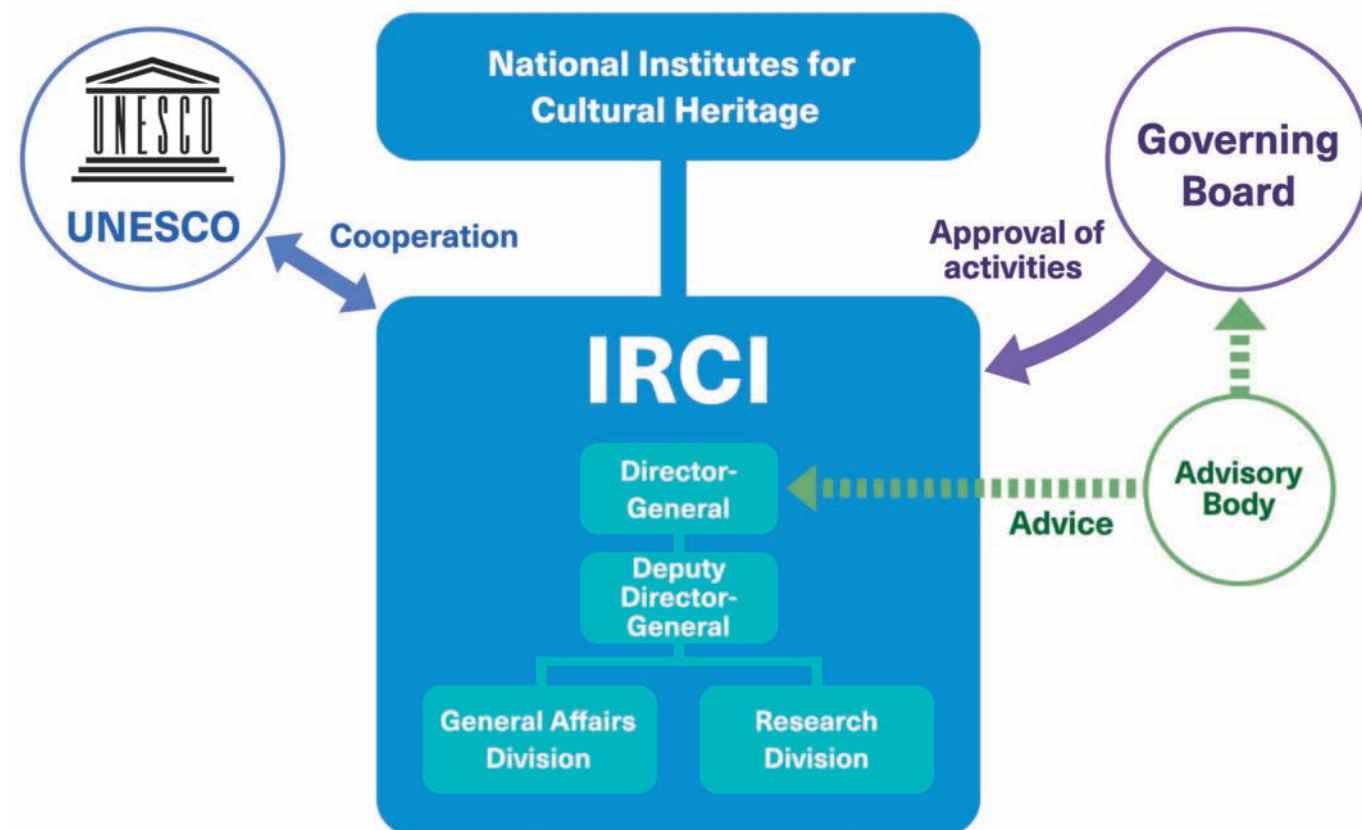 National Institutes for
Cultural Heritage
UNESCO
UNESCO
Cooperation
Governing
Board
Approval of
activities
IRCI
Director-
General
Advisory
Body
Advice
Deputy
Director-
General
General Affairs
Division
Research
Division